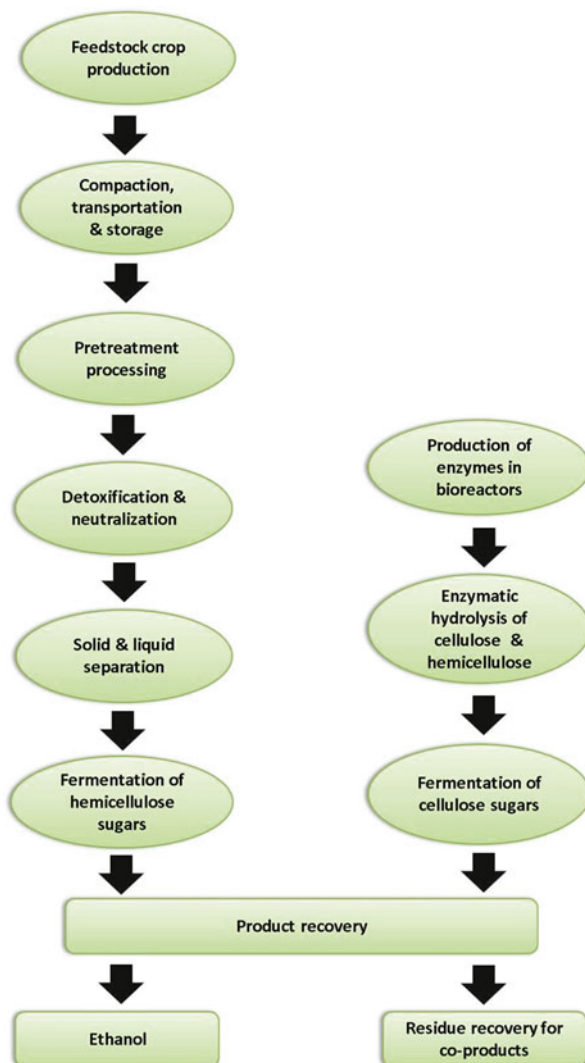 Feedstock crop
production
Compaction,
transportation
& storage
Pretreatment
processing
Detoxification &
neutralization
Solid & liquid
separation
Fermentation of
hemicellulose
sugars
Production of
enzymes in
bioreactors
Enzymatic
hydrolysis of
cellulose &
hemicellulose
Fermentation of
cellulose sugars
Product recovery
Ethanol
Residue recovery for
co-products